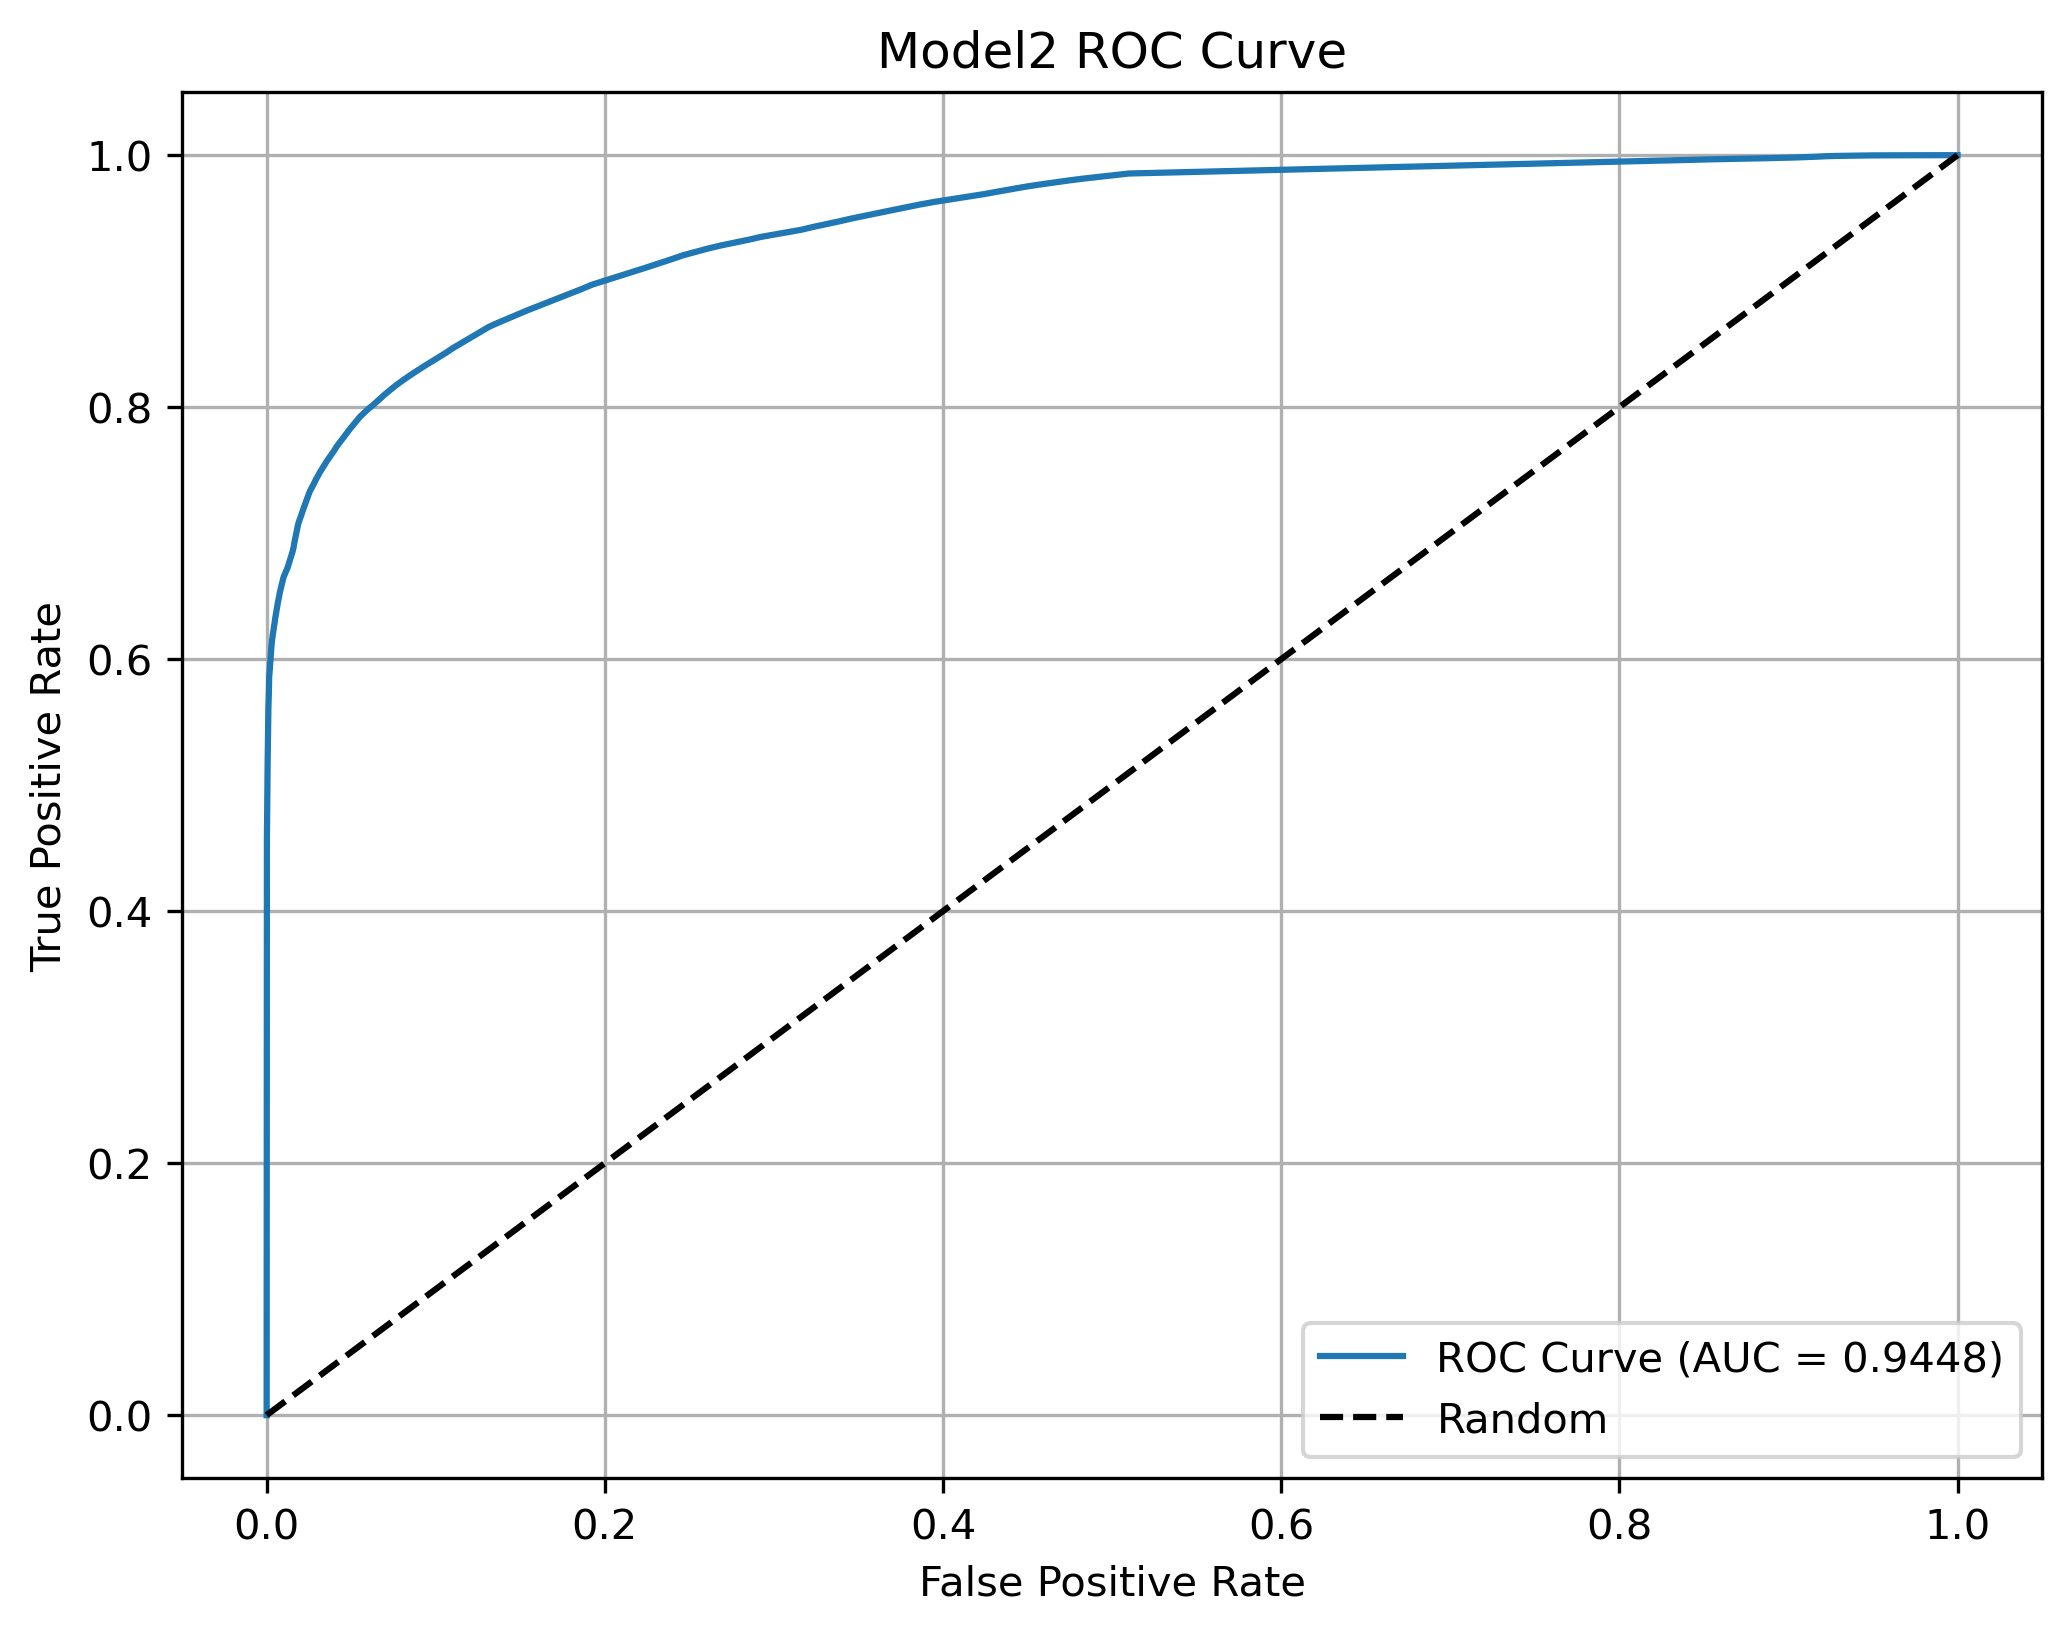 Model2 ROC Curve
1.0
0.8
0.6
0.4
0.2
0.0
True Positive Rate
ROC Curve (AUC = 0.9448)
Random
0.0 0.2 0.4 0.6 0.8 1.0
False Positive Rate